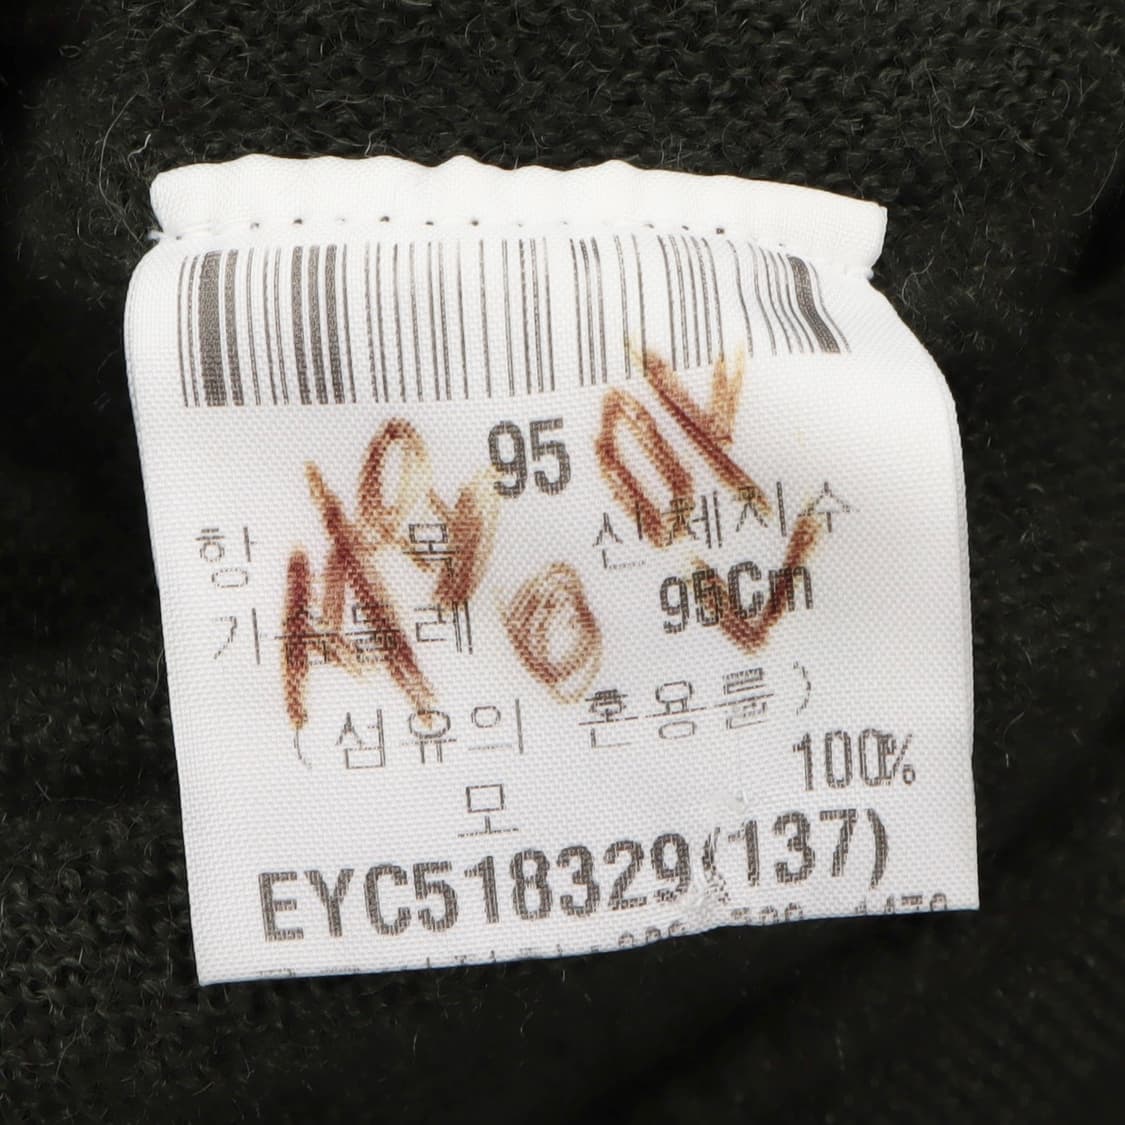 95
항 목 신체치수
가슴둘레 95Cm
(섬유의 혼용률)
100%
모
EYC518329(137)